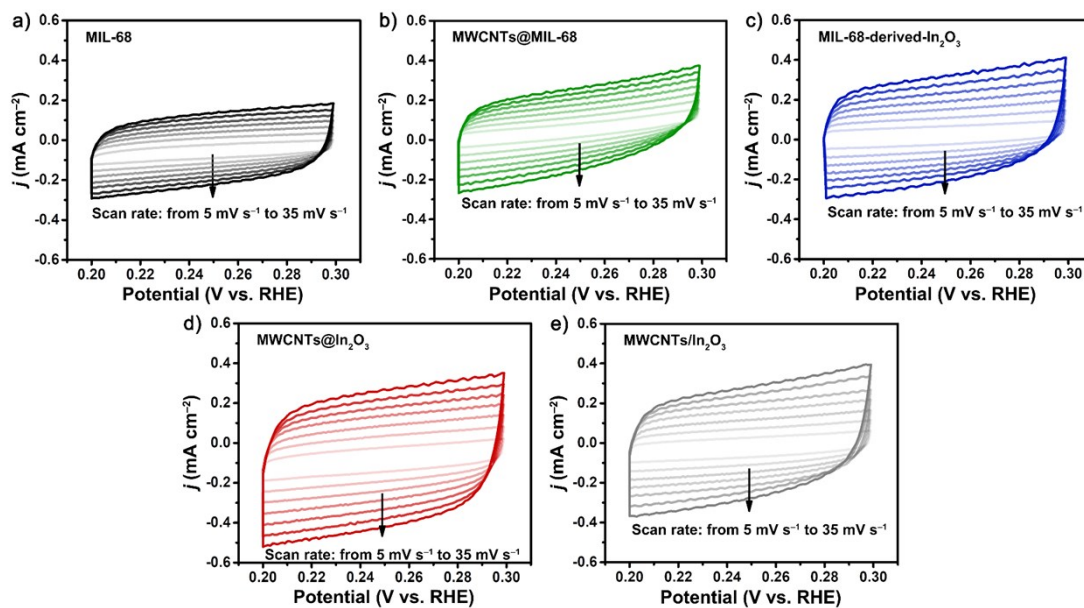 a)
MIL-68
0.6
0.4
0.2
0.0
-0.2
-0.4
-0.6
j (mA cm⁻²)
Scan rate: from 5 mV s⁻¹ to 35 mV s⁻¹
0.20 0.22 0.24 0.26 0.28 0.30
Potential (V vs. RHE)
b)
MWCNTs@MIL-68
0.6
0.4
0.2
0.0
-0.2
-0.4
-0.6
j (mA cm⁻²)
Scan rate: from 5 mV s⁻¹ to 35 mV s⁻¹
0.20 0.22 0.24 0.26 0.28 0.30
Potential (V vs. RHE)
c)
MIL-68-derived-In₂O₃
0.6
0.4
0.2
0.0
-0.2
-0.4
-0.6
j (mA cm⁻²)
Scan rate: from 5 mV s⁻¹ to 35 mV s⁻¹
0.20 0.22 0.24 0.26 0.28 0.30
Potential (V vs. RHE)
d)
MWCNTs@In₂O₃
0.6
0.4
0.2
0.0
-0.2
-0.4
-0.6
j (mA cm⁻²)
Scan rate: from 5 mV s⁻¹ to 35 mV s⁻¹
0.20 0.22 0.24 0.26 0.28 0.30
Potential (V vs. RHE)
e)
MWCNTs/In₂O₃
0.6
0.4
0.2
0.0
-0.2
-0.4
-0.6
j (mA cm⁻²)
Scan rate: from 5 mV s⁻¹ to 35 mV s⁻¹
0.20 0.22 0.24 0.26 0.28 0.30
Potential (V vs. RHE)